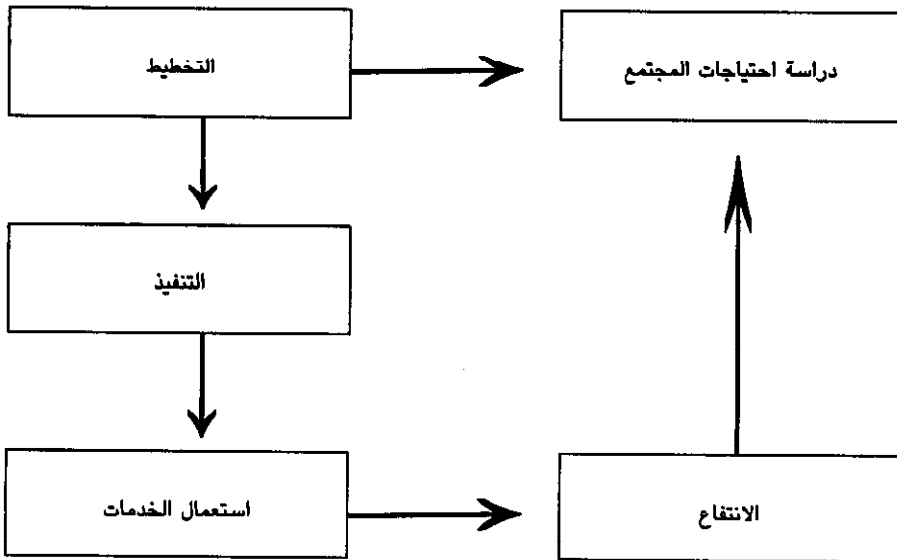 دراسة احتياجات المجتمع
التخطيط
التنفيذ
استعمال الخدمات
الانتفاع